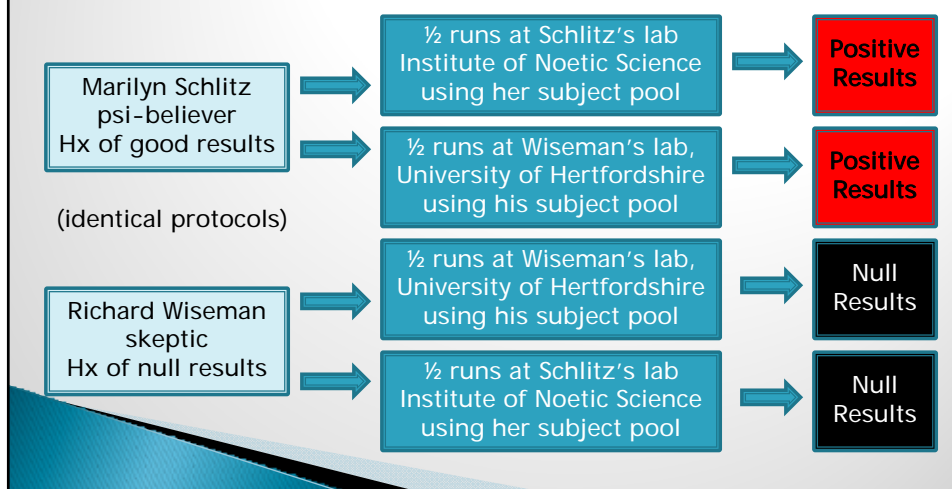 Marilyn Schlitz
psi-believer
Hx of good results
½ runs at Schlitz's lab
Institute of Noetic Science
using her subject pool
Positive
Results
½ runs at Wiseman's lab,
University of Hertfordshire
using his subject pool
Positive
Results
(identical protocols)
Richard Wiseman
skeptic
Hx of null results
½ runs at Wiseman's lab,
University of Hertfordshire
using his subject pool
Null
Results
½ runs at Schlitz's lab
Institute of Noetic Science
using her subject pool
Null
Results